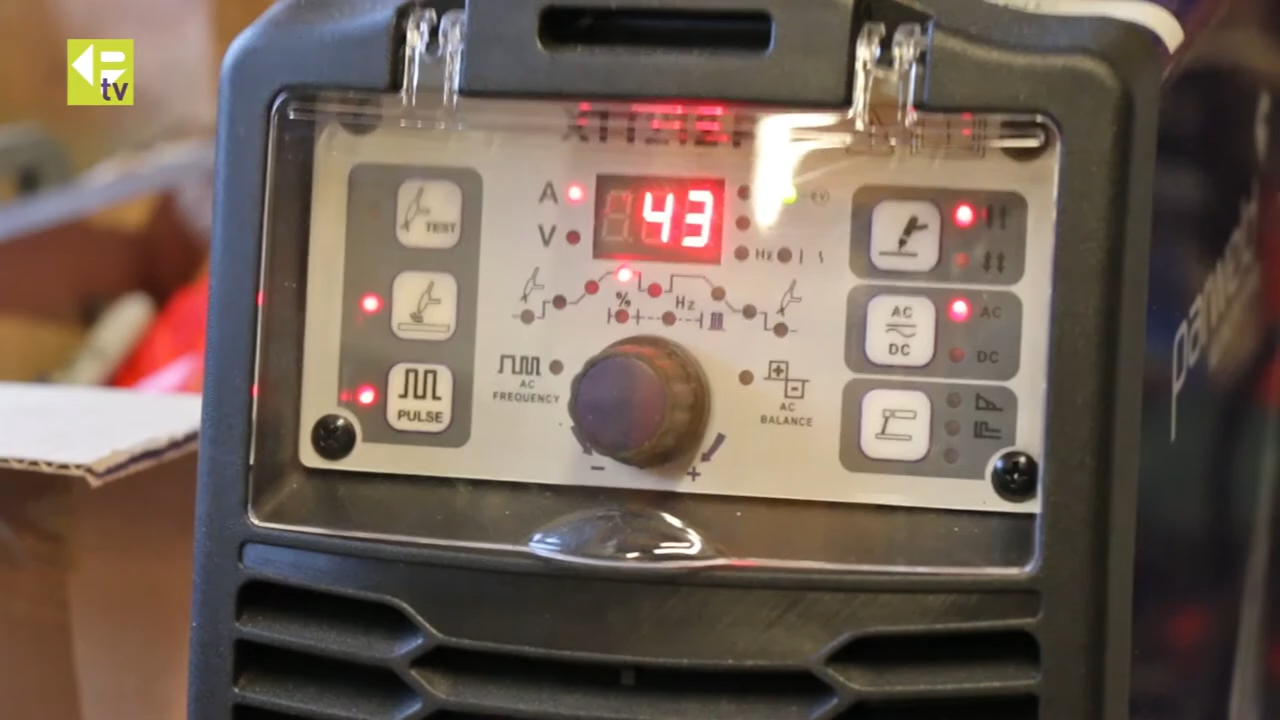 tv
A
43
V
Hz
TEST
%
Hz
AC
DC
AC
DC
PULSE
AC
FREQUENCY
AC
BALANCE
-
+